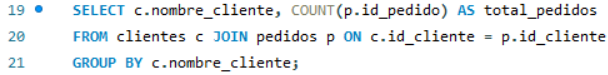 19 SELECT c.nombre_cliente, COUNT(p.id_pedido) AS total_pedidos
20 FROM clientes c JOIN pedidos p ON c.id_cliente = p.id_cliente
21 GROUP BY c.nombre_cliente;